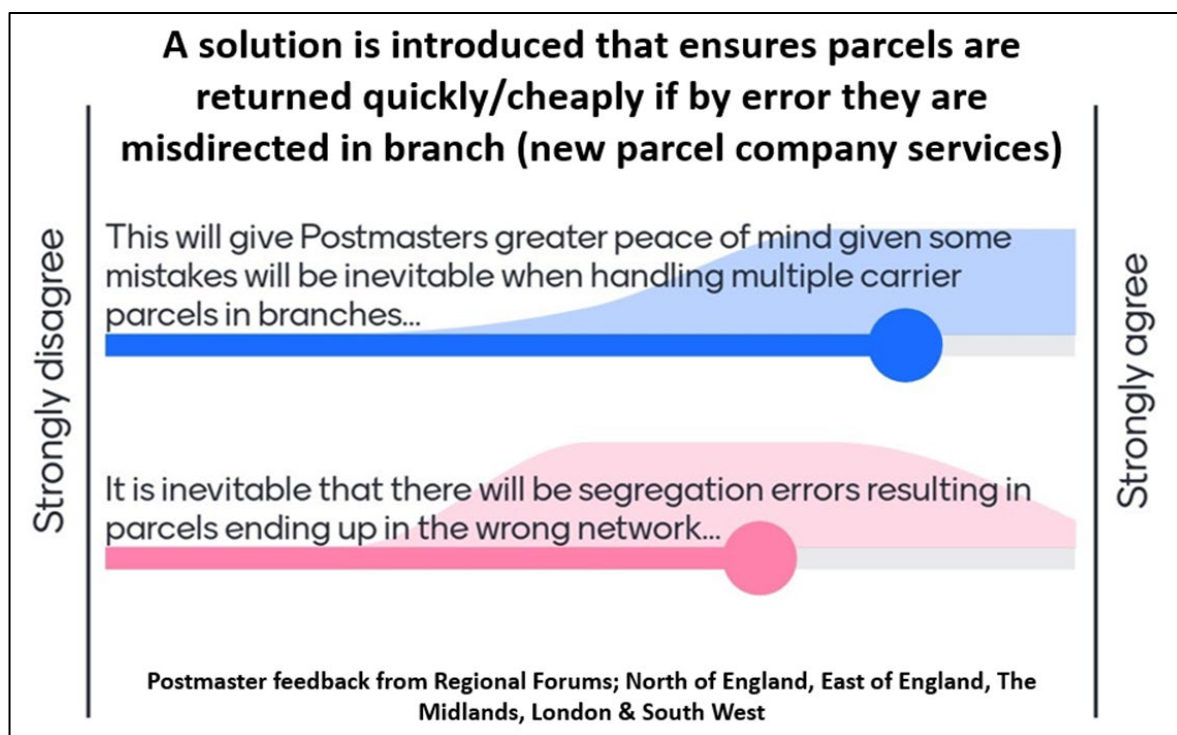 A solution is introduced that ensures parcels are
returned quickly/cheaply if by error they are
misdirected in branch (new parcel company services)
Strongly disagree
This will give Postmasters greater peace of mind given some
mistakes will be inevitable when handling multiple carrier
parcels in branches...
It is inevitable that there will be segregation errors resulting in
parcels ending up in the wrong network...
Strongly agree
Postmaster feedback from Regional Forums; North of England, East of England, The
Midlands, London & South West